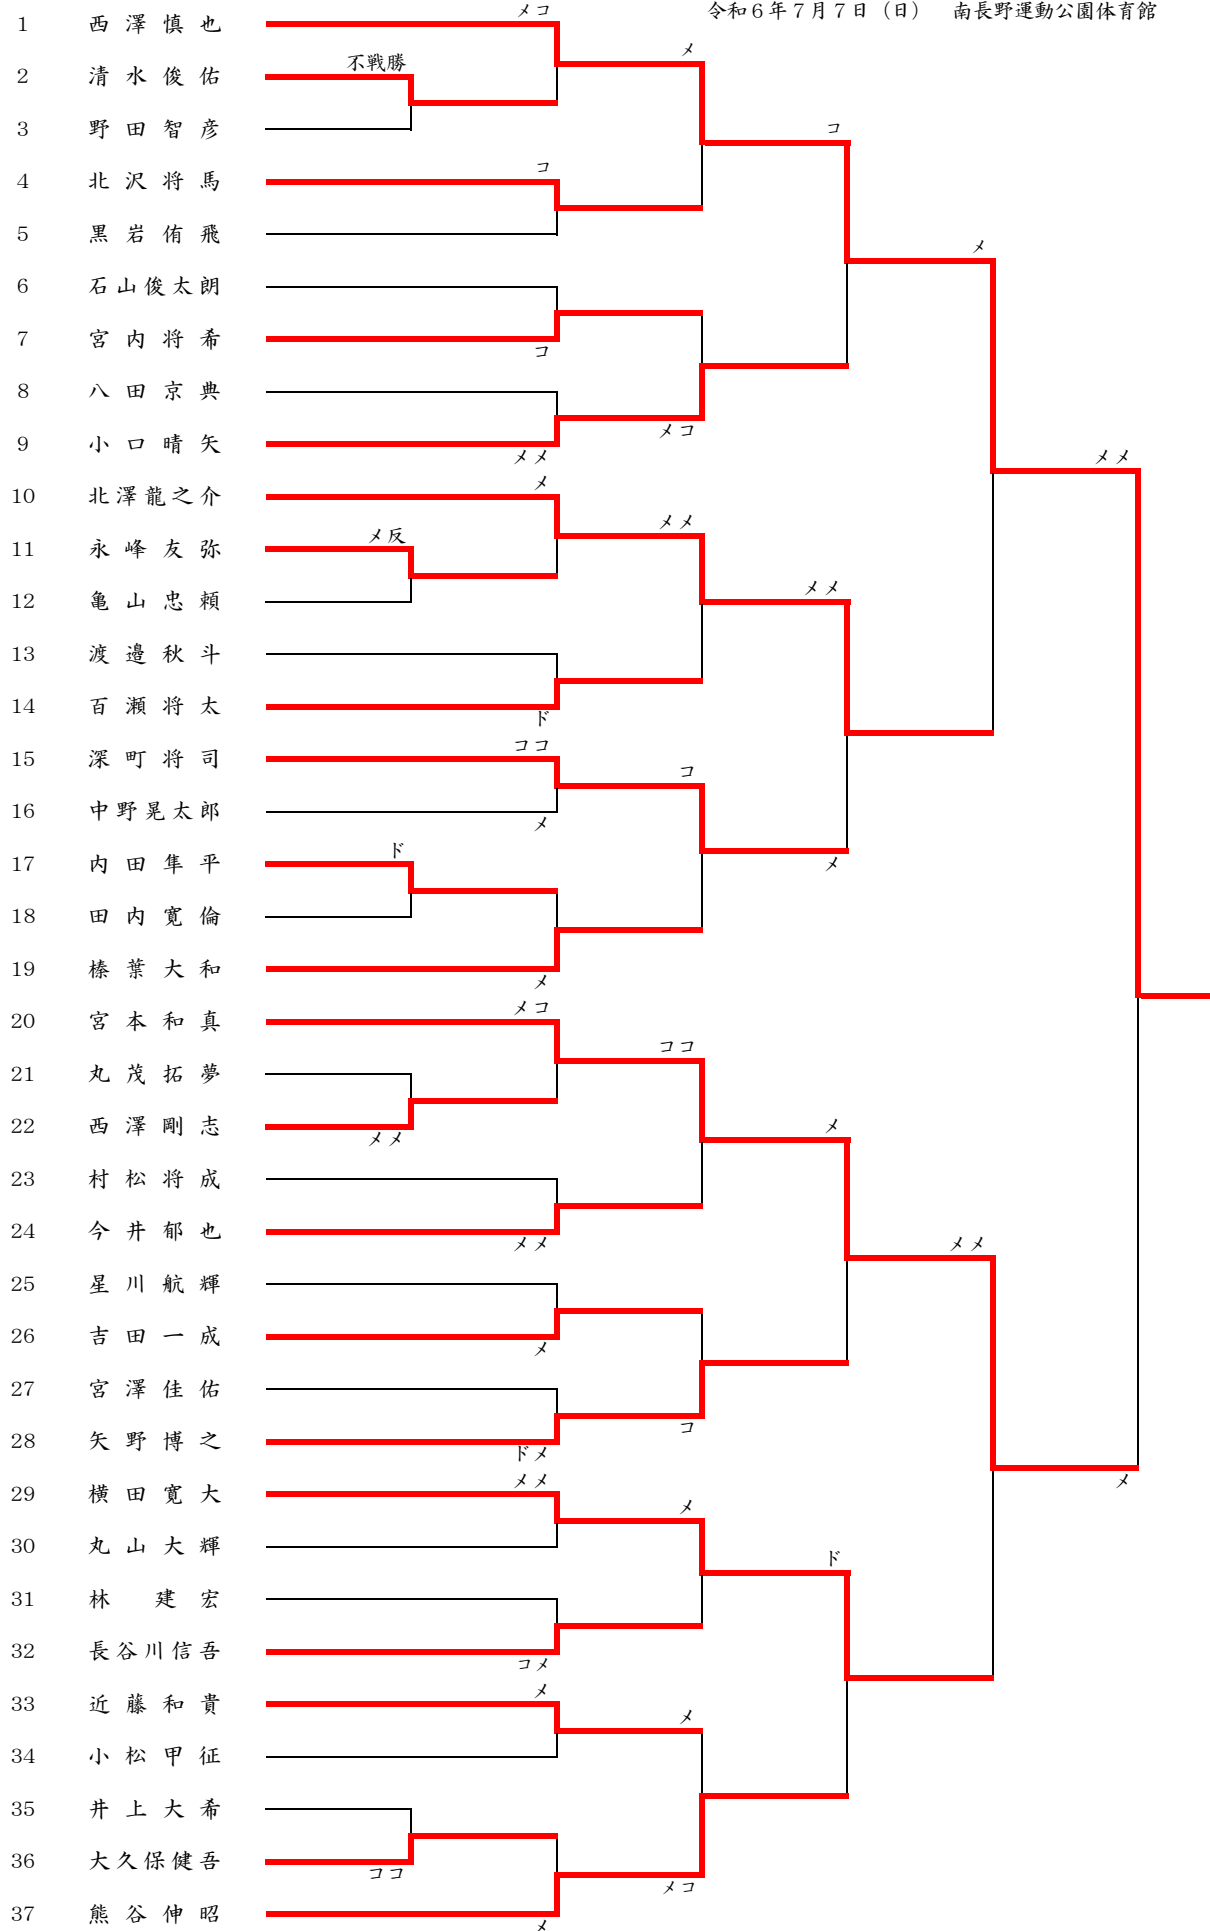 令和6年7月7日（日）　南長野運動公園体育館
メコ
1 西澤慎也
メ
不戦勝
2 清水俊佑
3 野田智彦
コ
コ
4 北沢将馬
5 黒岩侑飛
メ
6 石山俊太朗
7 宮内将希
コ
8 八田京典
メコ
9 小口晴矢
メメ
メメ
メ
10 北澤龍之介
メメ
メ反
11 永峰友弥
メメ
12 亀山忠頼
13 渡邉秋斗
14 百瀬将太
ド
ココ
15 深町将司
コ
16 中野晃太郎
メ
ド
メ
17 内田隼平
18 田内寛倫
19 榛葉大和
メ
メコ
20 宮本和真
ココ
21 丸茂拓夢
22 西澤剛志
メ
メメ
23 村松将成
24 今井郁也
メメ
メメ
25 星川航輝
26 吉田一成
メ
27 宮澤佳佑
コ
28 矢野博之
ドメ
メメ
メ
29 横田寛大
メ
30 丸山大輝
ド
31 林建宏
32 長谷川信吾
コメ
メ
33 近藤和貴
メ
34 小松甲征
35 井上大希
36 大久保健吾
ココ
メコ
37 熊谷伸昭
メ